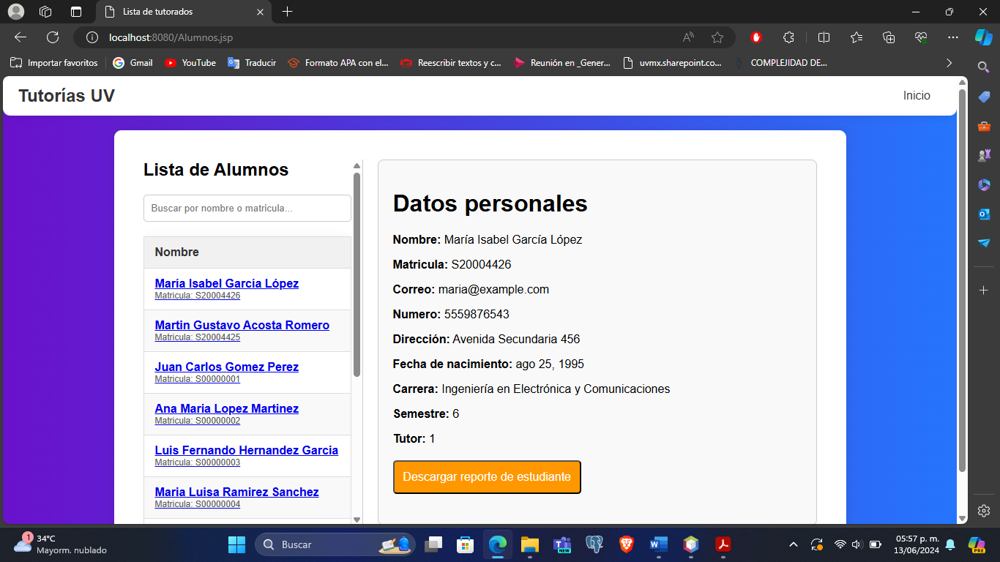 Lista de tutorados
localhost:8080/Alumnos.jsp
Importar favoritos
Gmail
YouTube
Traducir
Formato APA con el...
Reescribir textos y c...
Reunión en _Gener...
uvmx.sharepoint.co...
COMPLEJIDAD DE...
Tutorías UV
Inicio
Lista de Alumnos
Buscar por nombre o matricula...
Nombre
María Isabel García López
Matricula: S20004426
Martin Gustavo Acosta Romero
Matricula: S20004425
Juan Carlos Gomez Perez
Matricula: S00000001
Ana Maria Lopez Martinez
Matricula: S00000002
Luis Fernando Hernandez Garcia
Matricula: S00000003
Maria Luisa Ramirez Sanchez
Matricula: S00000004
Datos personales
Nombre: María Isabel García López
Matricula: S20004426
Correo: maria@example.com
Numero: 5559876543
Dirección: Avenida Secundaria 456
Fecha de nacimiento: ago 25, 1995
Carrera: Ingeniería en Electrónica y Comunicaciones
Semestre: 6
Tutor: 1
Descargar reporte de estudiante
1
34°C
Mayorm. nublado
Buscar
NEW
05:57 p. m.
13/06/2024
PRE